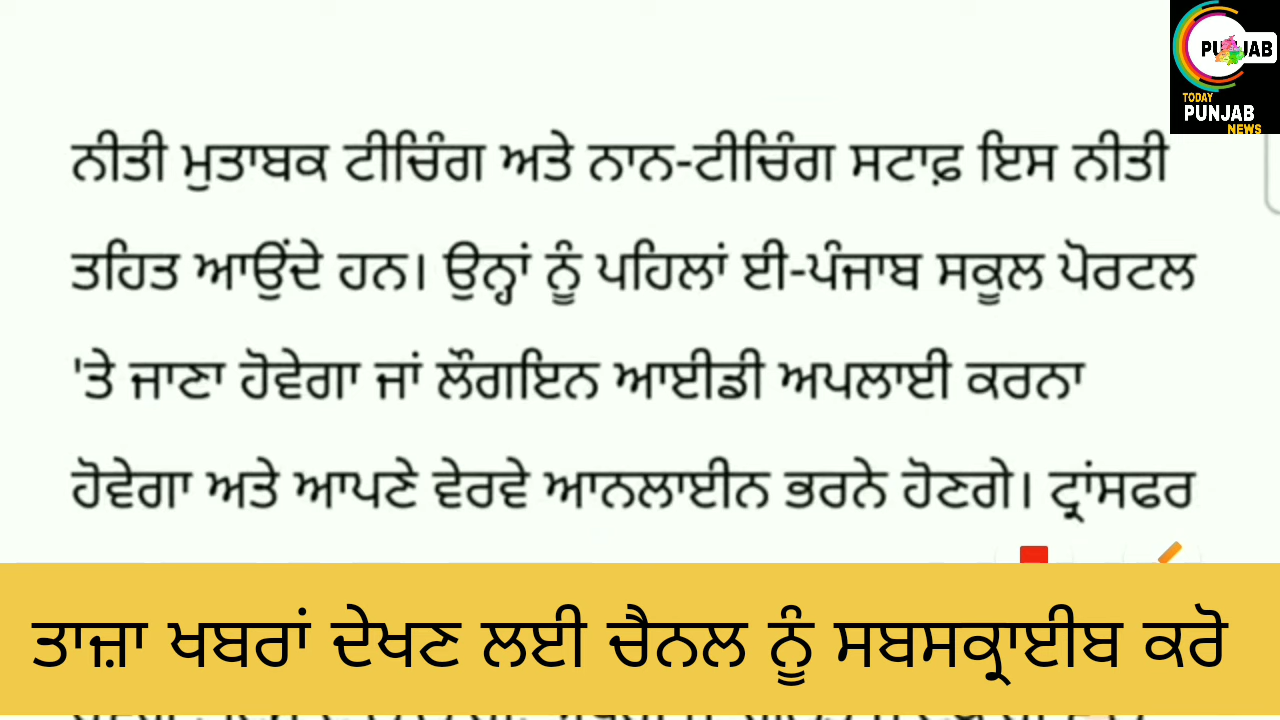 PUNJAB
TODAY
PUNJAB
NEWS
ਨੀਤੀ ਮੁਤਾਬਕ ਟੀਚਿੰਗ ਅਤੇ ਨਾਨ-ਟੀਚਿੰਗ ਸਟਾਫ਼ ਇਸ ਨੀਤੀ
ਤਹਿਤ ਆਉਂਦੇ ਹਨ। ਉਨ੍ਹਾਂ ਨੂੰ ਪਹਿਲਾਂ ਈ-ਪੰਜਾਬ ਸਕੂਲ ਪੋਰਟਲ
'ਤੇ ਜਾਣਾ ਹੋਵੇਗਾ ਜਾਂ ਲੌਗਇਨ ਆਈਡੀ ਅਪਲਾਈ ਕਰਨਾ
ਹੋਵੇਗਾ ਅਤੇ ਆਪਣੇ ਵੇਰਵੇ ਆਨਲਾਈਨ ਭਰਨੇ ਹੋਣਗੇ। ਟ੍ਰਾਂਸਫਰ
ਤਾਜ਼ਾ ਖਬਰਾਂ ਦੇਖਣ ਲਈ ਚੈਨਲ ਨੂੰ ਸਬਸਕ੍ਰਾਈਬ ਕਰੋ